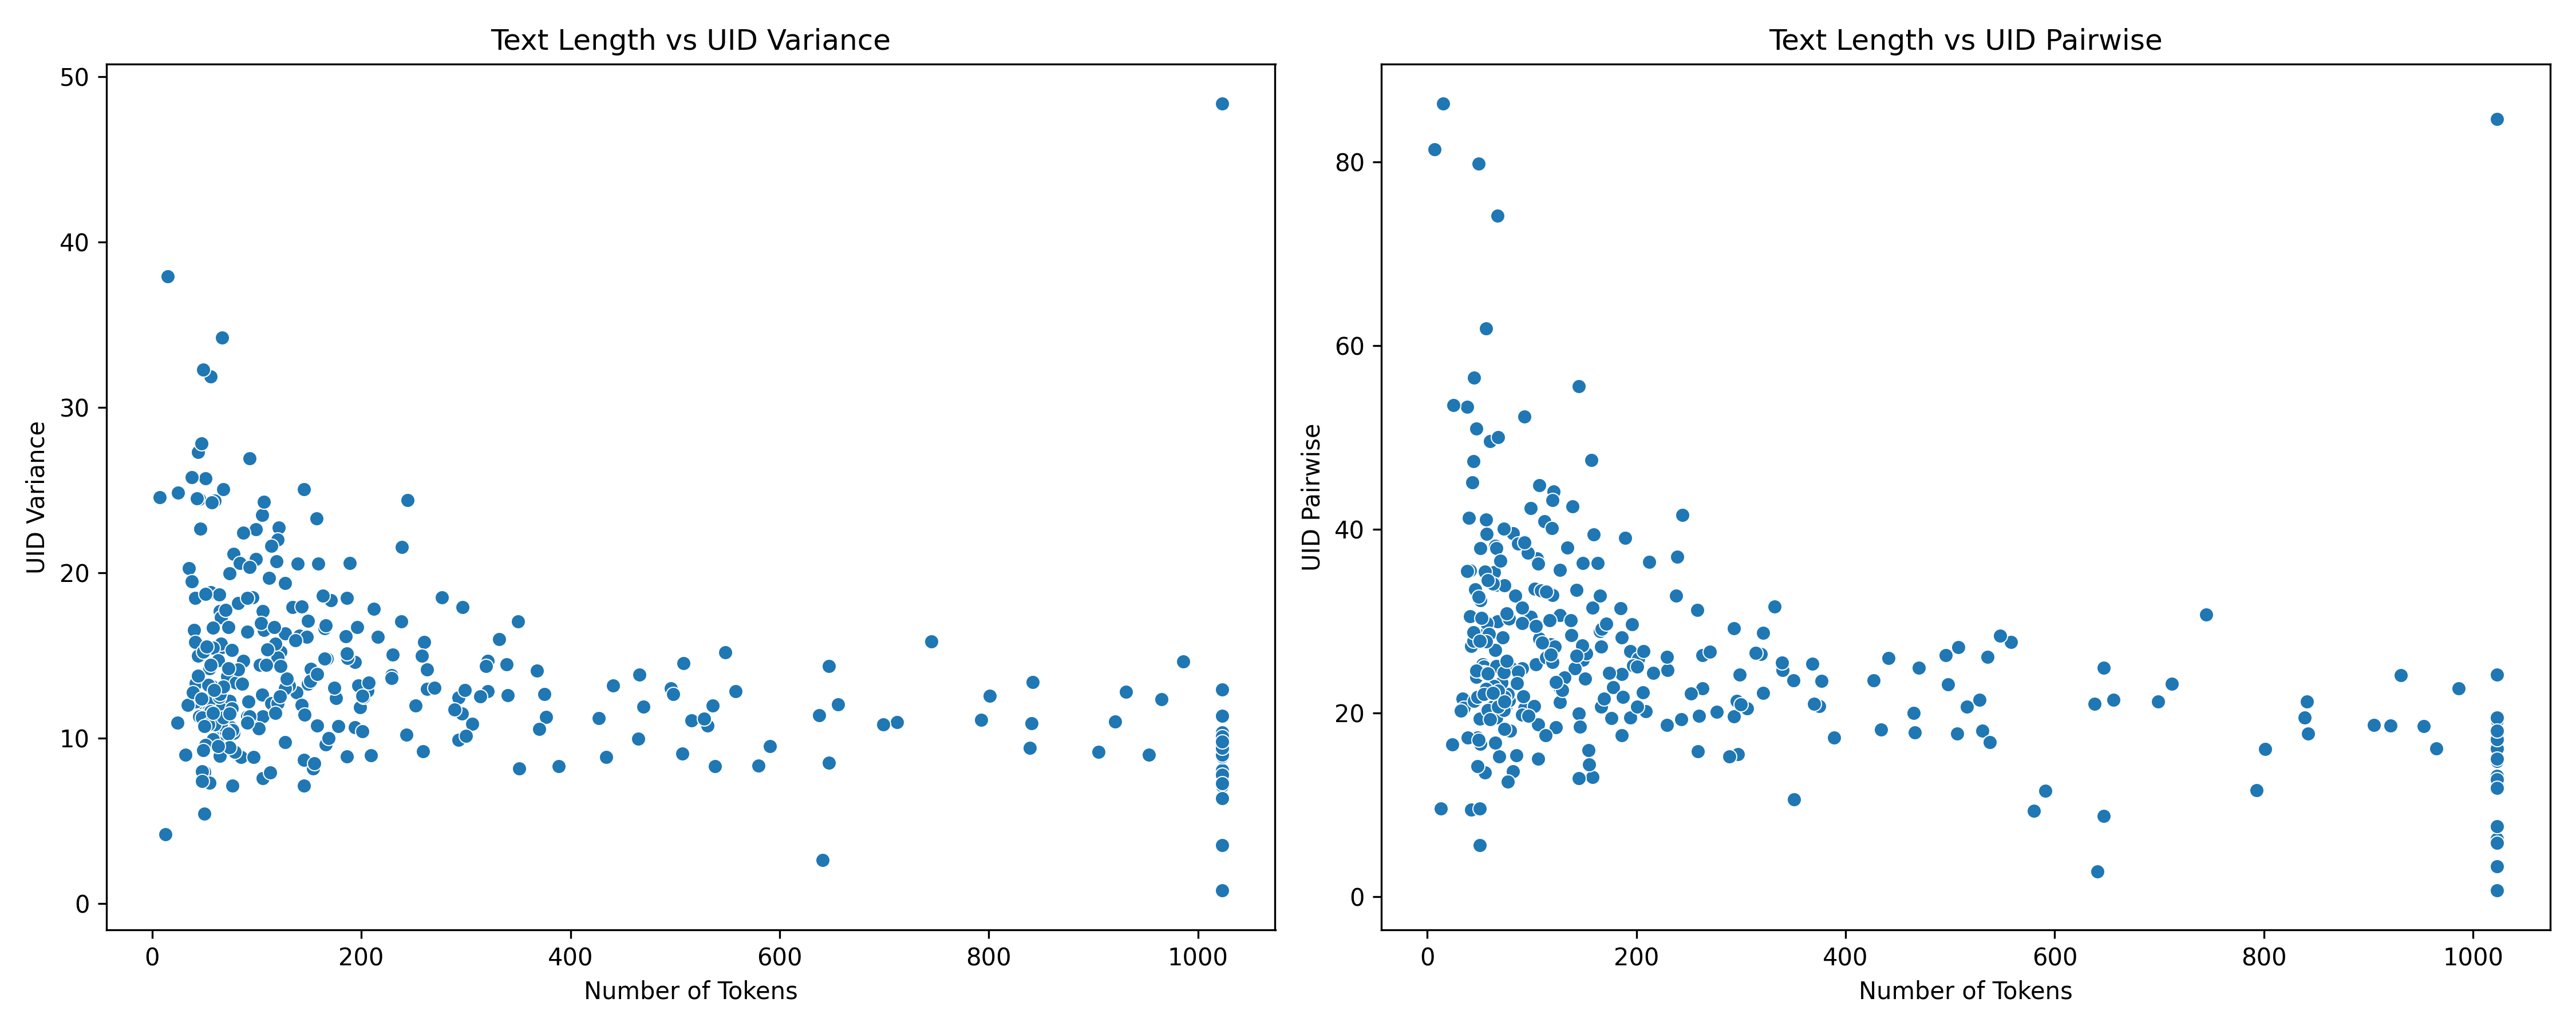 Text Length vs UID Variance
50
40
30
20
10
0
UID Variance
0 200 400 600 800 1000
Number of Tokens
Text Length vs UID Pairwise
80
60
40
20
0
UID Pairwise
0 200 400 600 800 1000
Number of Tokens